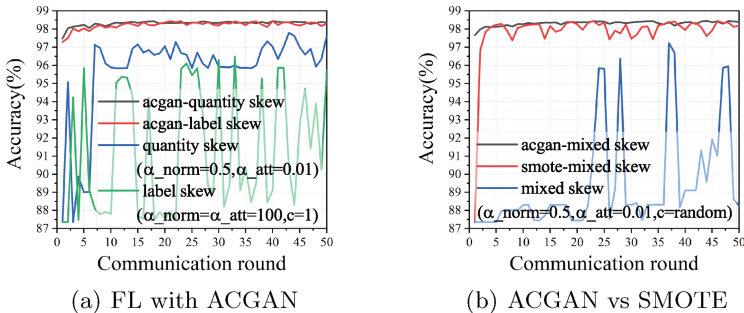 99
98
97
96
95
94
93
92
91
90
89
88
87
Accuracy(%)
acgan-quantity skew
acgan-label skew
quantity skew
(α_norm=0.5,α_att=0.01)
label skew
(α_norm=α_att=100,c=1)
0 5 10 15 20 25 30 35 40 45 50
Communication round
(a) FL with ACGAN
99
98
97
96
95
94
93
92
91
90
89
88
87
Accuracy(%)
acgan-mixed skew
smote-mixed skew
mixed skew
(α_norm=0.5,α_att=0.01,c=random)
0 5 10 15 20 25 30 35 40 45 50
Communication round
(b) ACGAN vs SMOTE